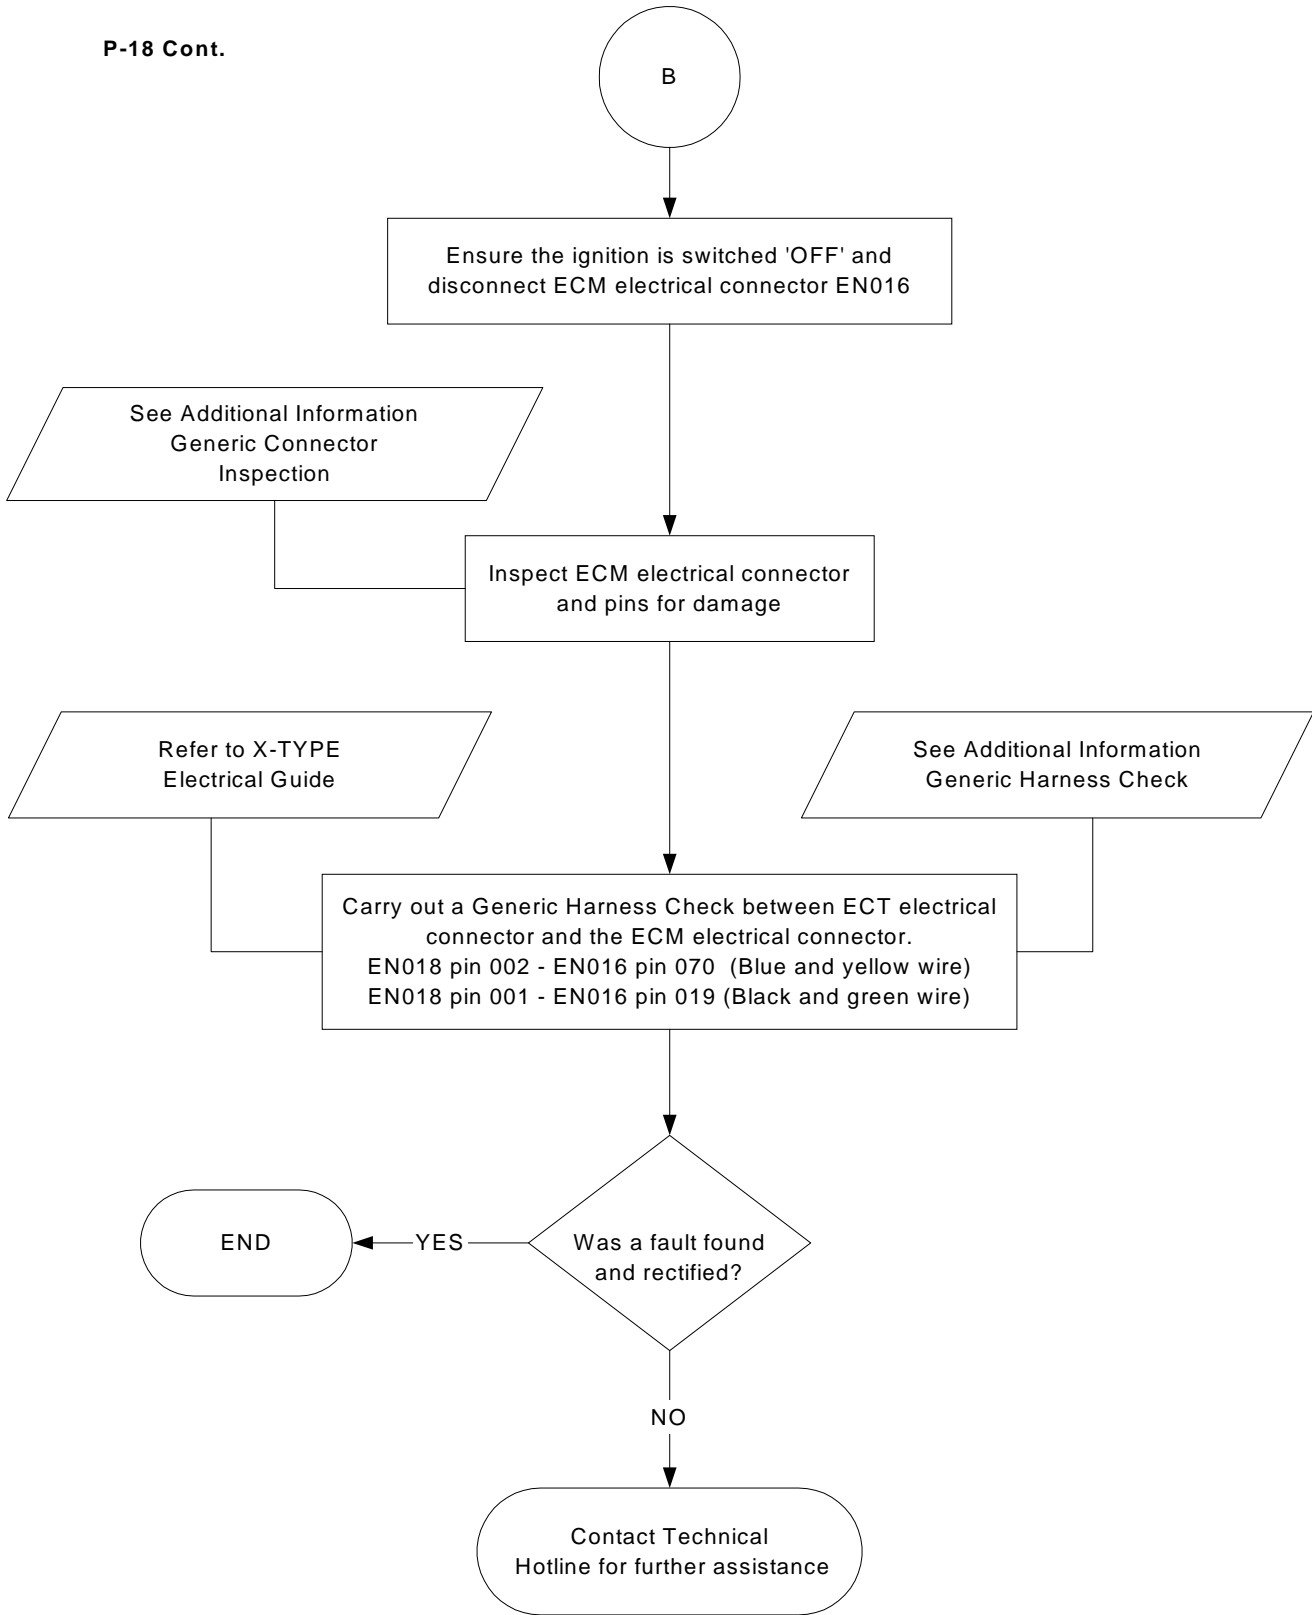 P-18 Cont.
B
Ensure the ignition is switched 'OFF' and
disconnect ECM electrical connector EN016
See Additional Information
Generic Connector
Inspection
Inspect ECM electrical connector
and pins for damage
Refer to X-TYPE
Electrical Guide
See Additional Information
Generic Harness Check
Carry out a Generic Harness Check between ECT electrical
connector and the ECM electrical connector.
EN018 pin 002 - EN016 pin 070 (Blue and yellow wire)
EN018 pin 001 - EN016 pin 019 (Black and green wire)
Was a fault found
and rectified?
YES
END
NO
Contact Technical
Hotline for further assistance